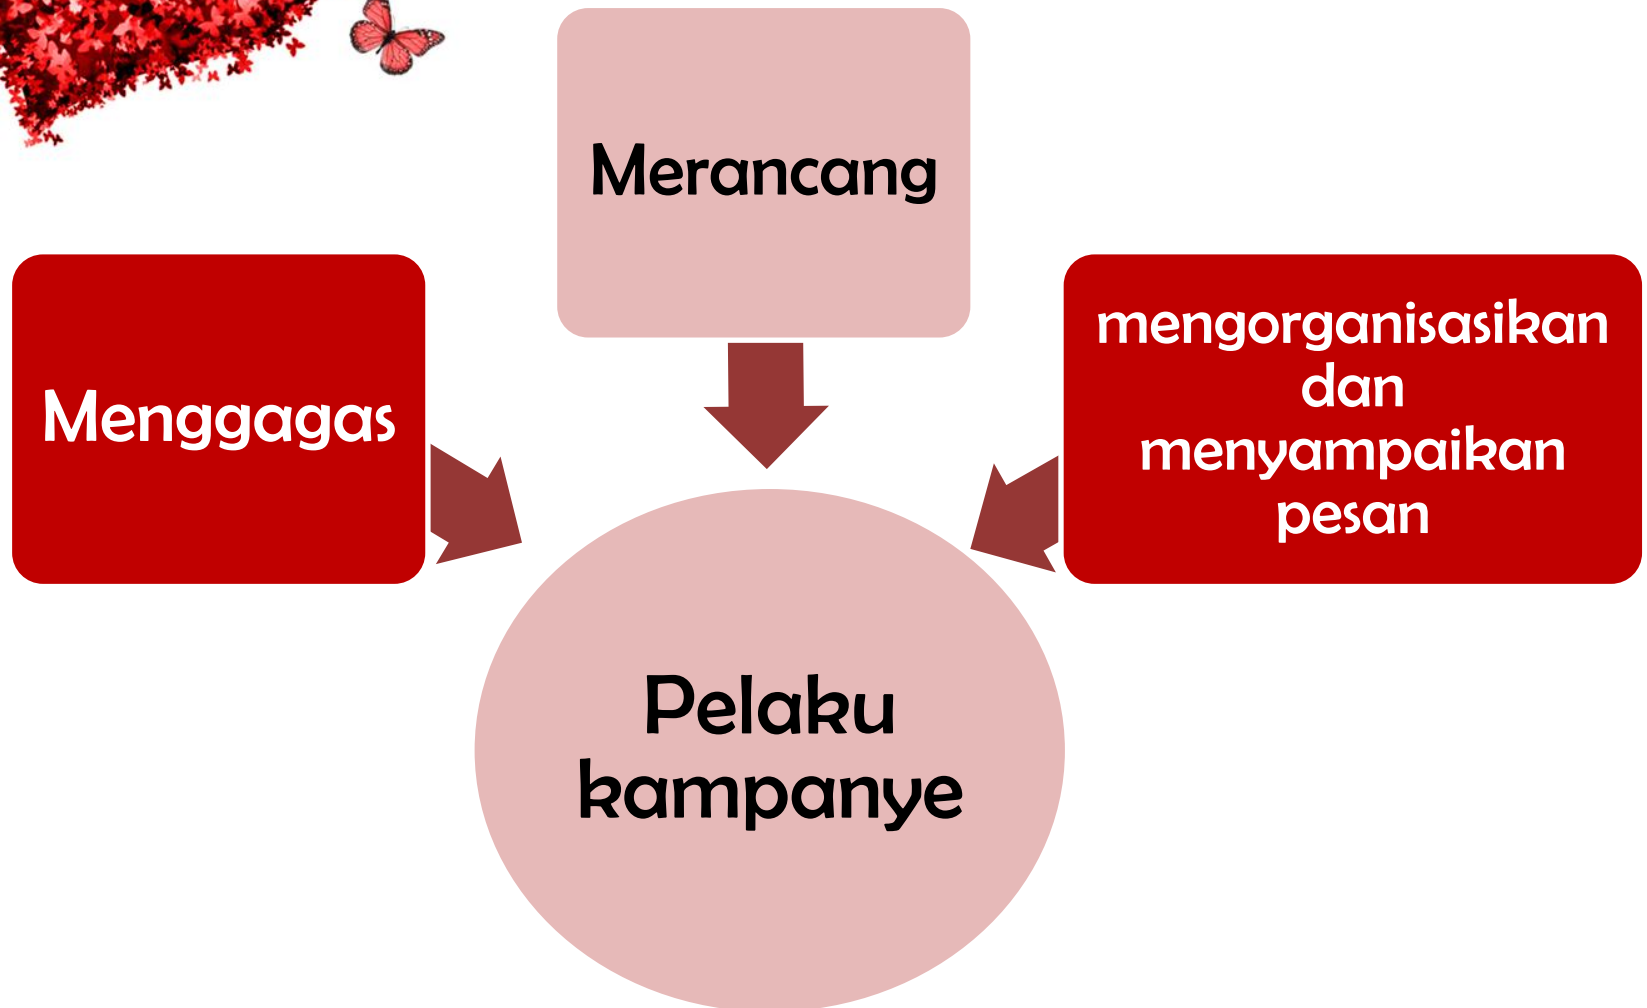 Merancang
Menggagas
mengorganisasikan
dan
menyampaikan
pesan
Pelaku
kampanye